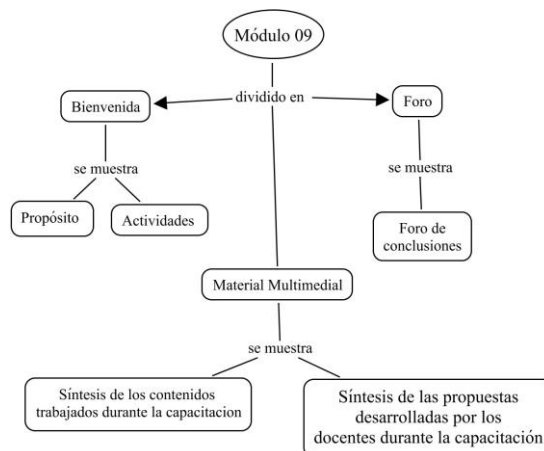 Módulo 09
dividido en
Bienvenida
Foro
se muestra
se muestra
Propósito
Actividades
Foro de
conclusiones
Material Multimedial
se muestra
Síntesis de los contenidos
trabajados durante la capacitacion
Síntesis de las propuestas
desarrolladas por los
docentes durante la capacitación